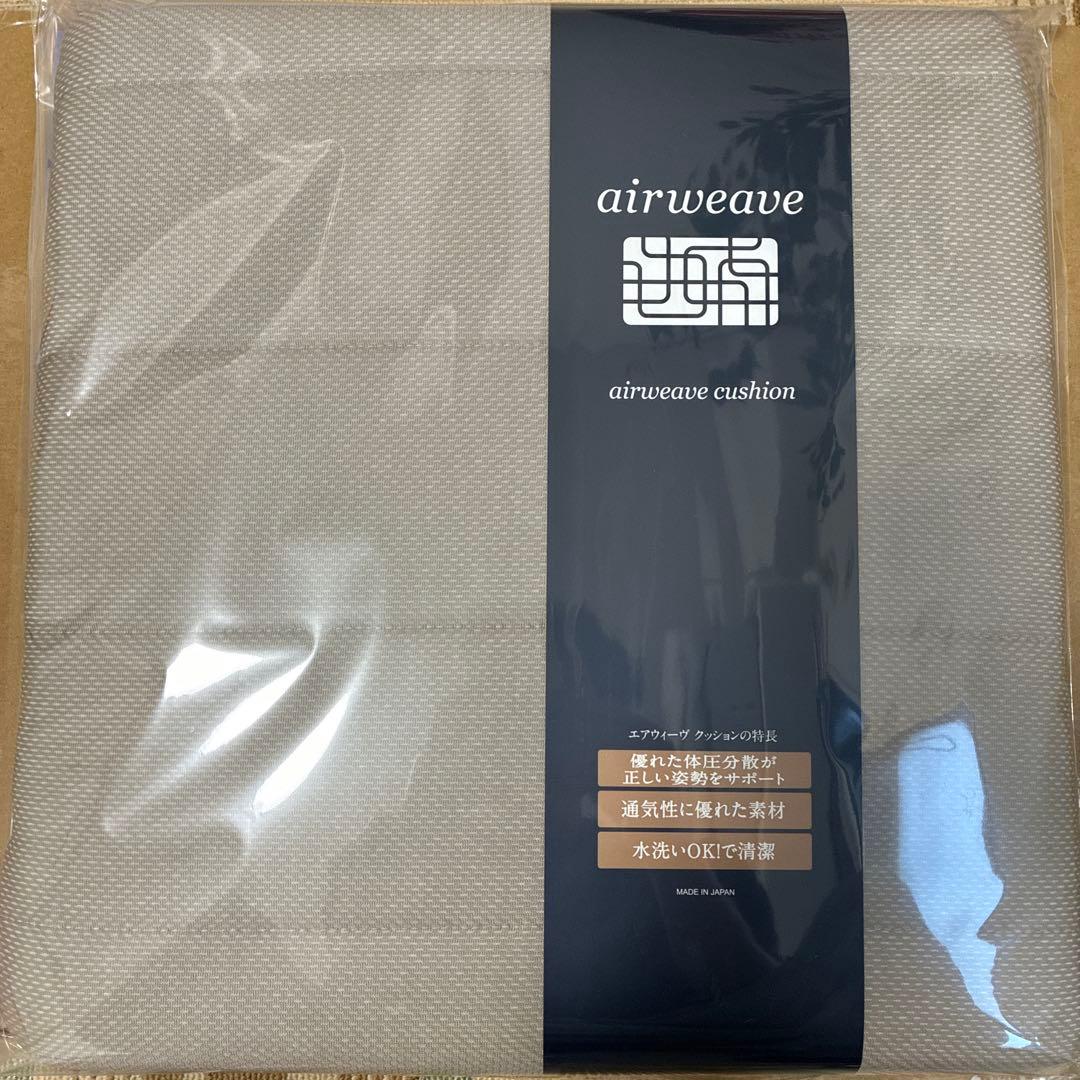 airweave
airweave cushion
エアウィーヴ クッションの特長
優れた体圧分散が
正しい姿勢をサポート
通気性に優れた素材
水洗いOK!で清潔
MADE IN JAPAN